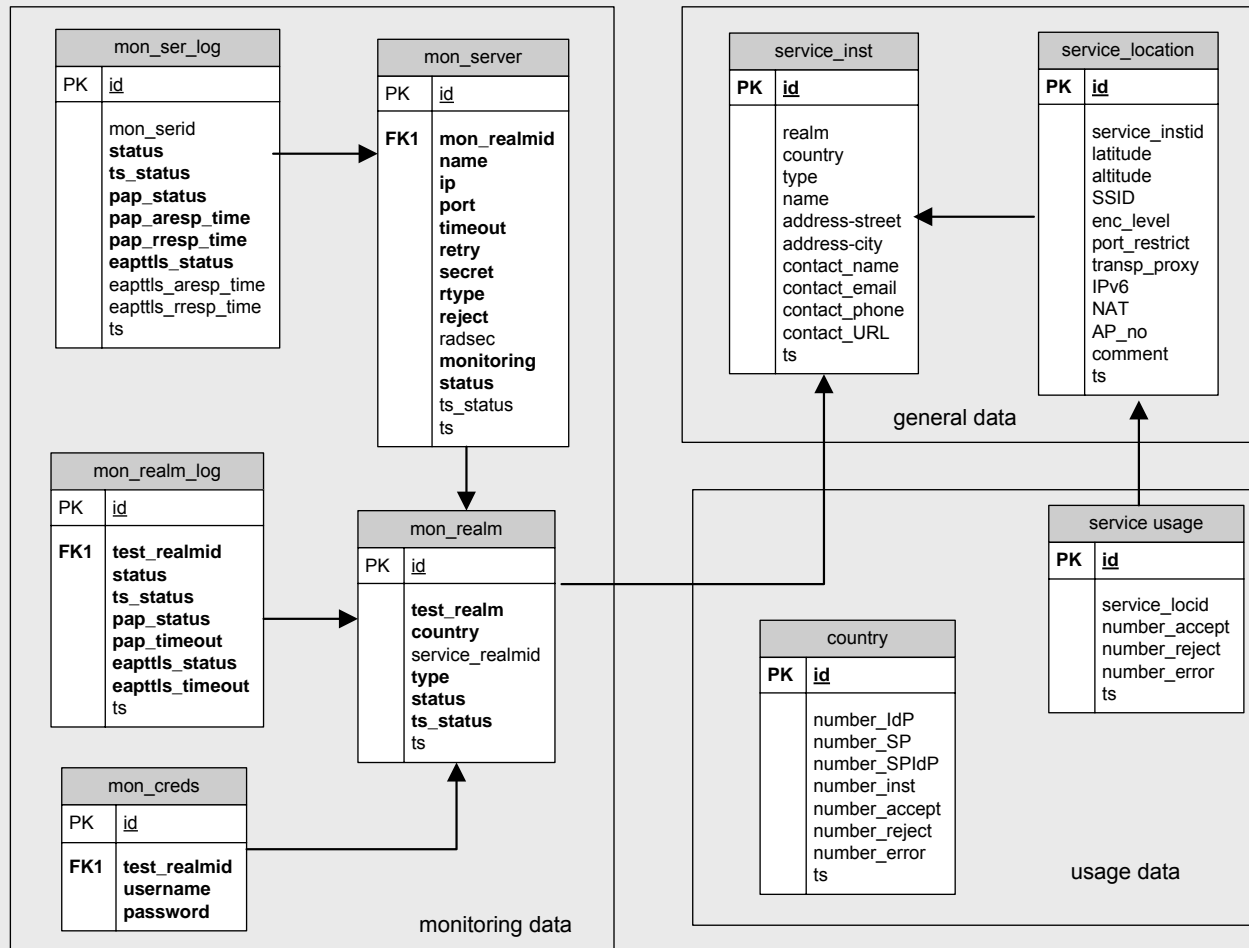 mon_ser_log
PK id
mon_serid
status
ts_status
pap_status
pap_aresp_time
pap_rresp_time
eapttls_status
eapttls_aresp_time
eapttls_rresp_time
ts
mon_server
PK id
FK1 mon_realmid
name
ip
port
timeout
retry
secret
rtype
reject
radsec
monitoring
status
ts_status
ts
mon_realm_log
PK id
FK1 test_realmid
status
ts_status
pap_status
pap_timeout
eapttls_status
eapttls_timeout
ts
mon_realm
PK id
test_realm
country
service_realmid
type
status
ts_status
ts
mon_creds
PK id
FK1 test_realmid
username
password
monitoring data
service_inst
PK id
realm
country
type
name
address-street
address-city
contact_name
contact_email
contact_phone
contact_URL
ts
service_location
PK id
service_instid
latitude
altitude
SSID
enc_level
port_restrict
transp_proxy
IPv6
NAT
AP_no
comment
ts
general data
service usage
PK id
service_locid
number_accept
number_reject
number_error
ts
country
PK id
number_IdP
number_SP
number_SPIdP
number_inst
number_accept
number_reject
number_error
ts
usage data